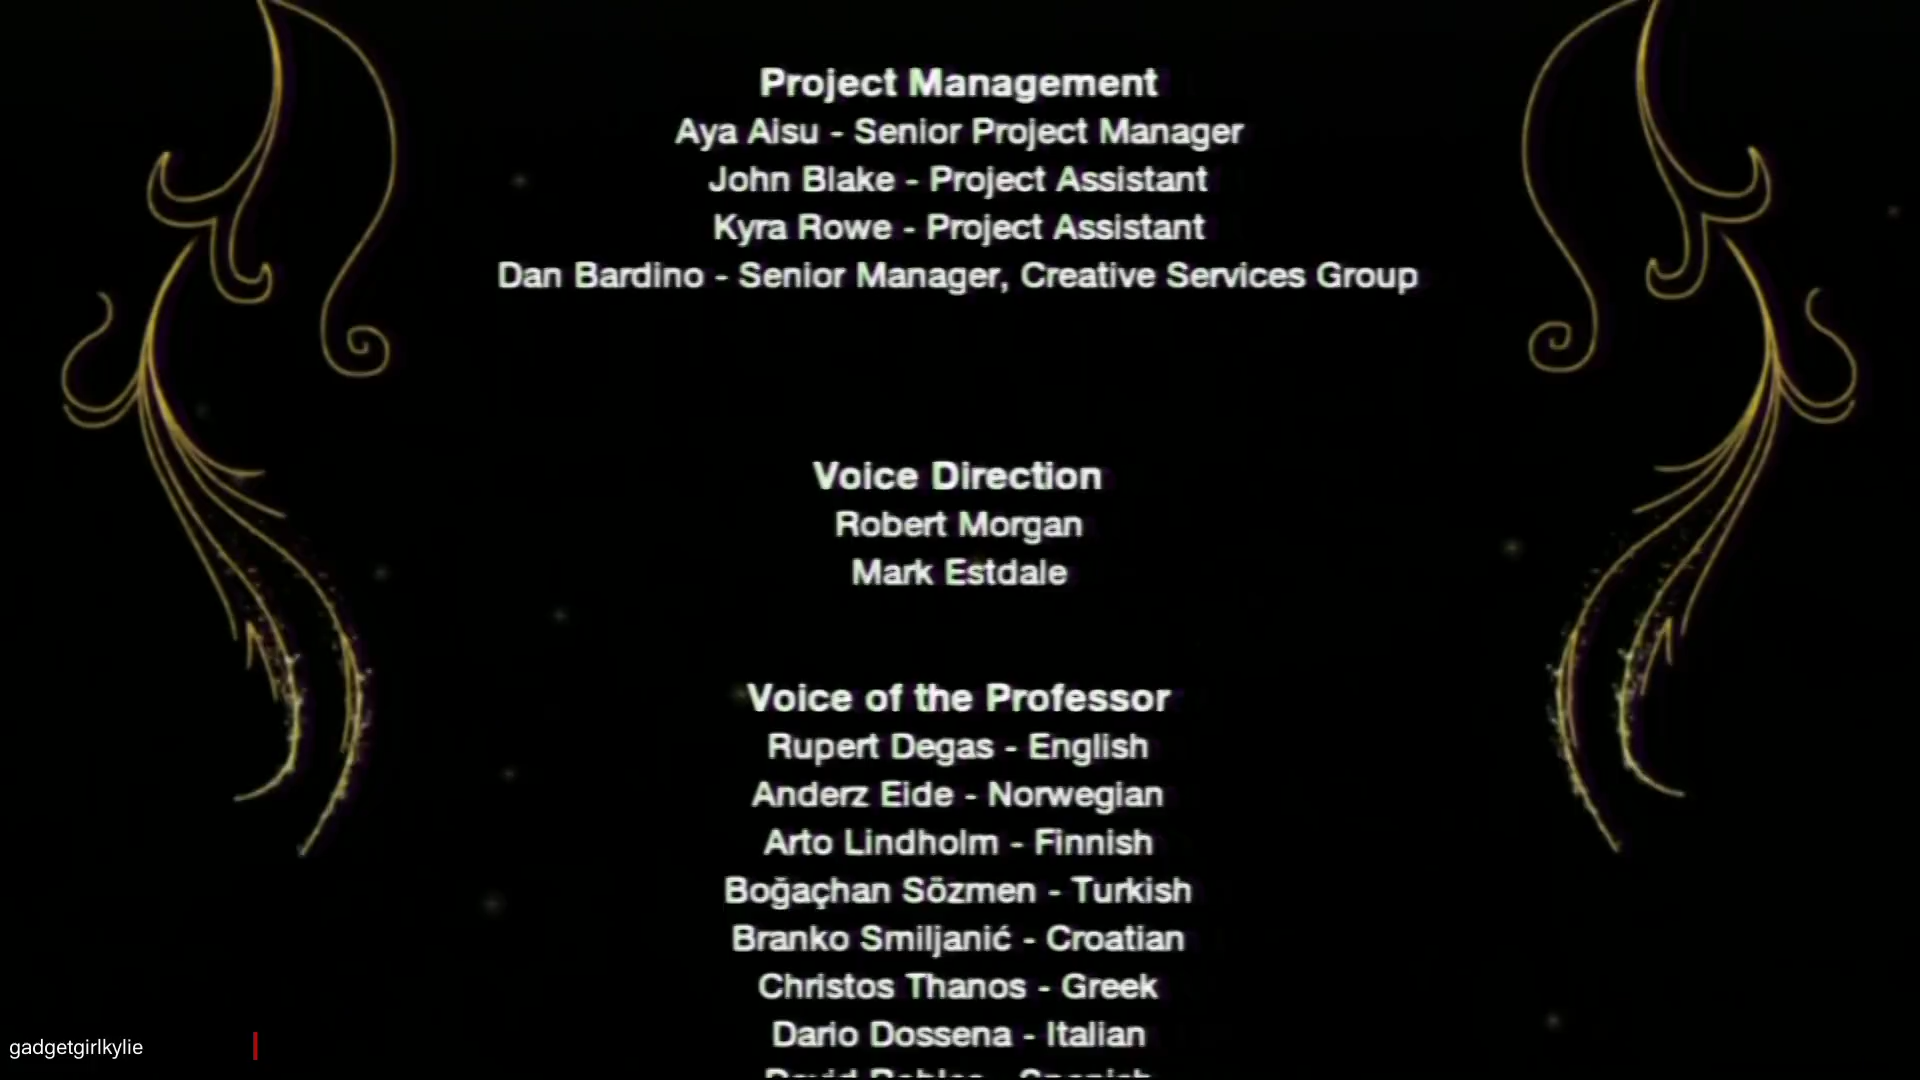 Project Management
Aya Aisu - Senior Project Manager
John Blake - Project Assistant
Kyra Rowe - Project Assistant
Dan Bardino - Senior Manager, Creative Services Group
Voice Direction
Robert Morgan
Mark Estdale
Voice of the Professor
Rupert Degas - English
Anderz Eide - Norwegian
Arto Lindholm - Finnish
Boğaçhan Sözmen - Turkish
Branko Smiljanić - Croatian
Christos Thanos - Greek
Dario Dossena - Italian
gadgetgirlkylie